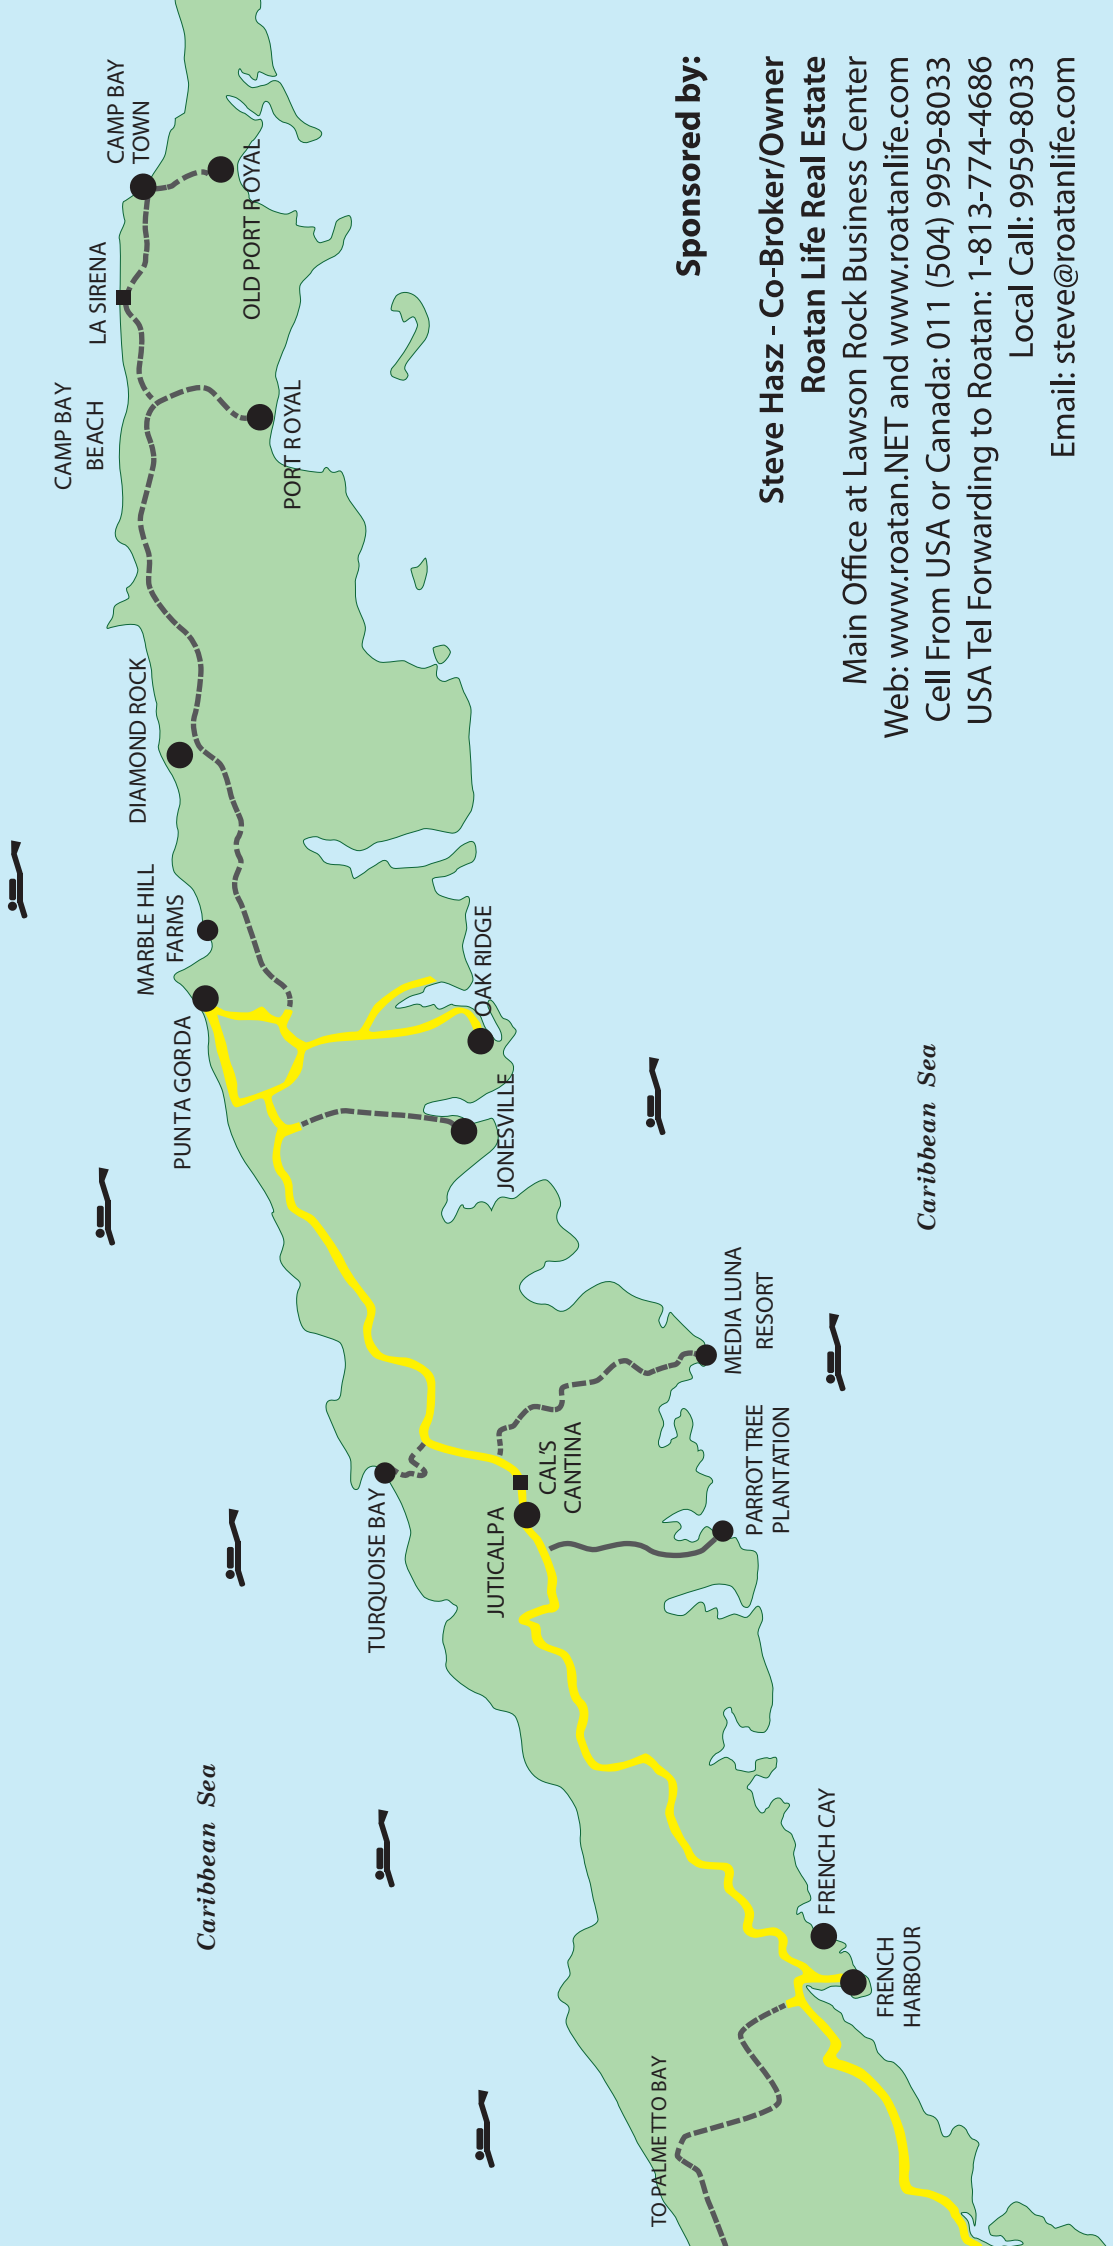 TO PALMETTO BAY
FRENCH
HARBOUR
FRENCH CAY
Caribbean Sea
TURQUOISE BAY
JUTICALPA
CAL'S
CANTINA
PARROT TREE
PLANTATION
MEDIA LUNA
RESORT
Caribbean Sea
PUNTA GORDA
JONESVILLE
OAK RIDGE
MARBLE HILL
FARMS
DIAMOND ROCK
CAMP BAY
BEACH
PORT ROYAL
LA SIRENA
OLD PORT ROYAL
CAMP BAY
TOWN
Sponsored by:
Steve Hasz - Co-Broker/Owner
Roatan Life Real Estate
Main Office at Lawson Rock Business Center
Web: www.roatan.NET and www.roatanlife.com
Cell From USA or Canada: 011 (504) 9959-8033
USA Tel Forwarding to Roatan: 1-813-774-4686
Local Call: 9959-8033
Email: steve@roatanlife.com